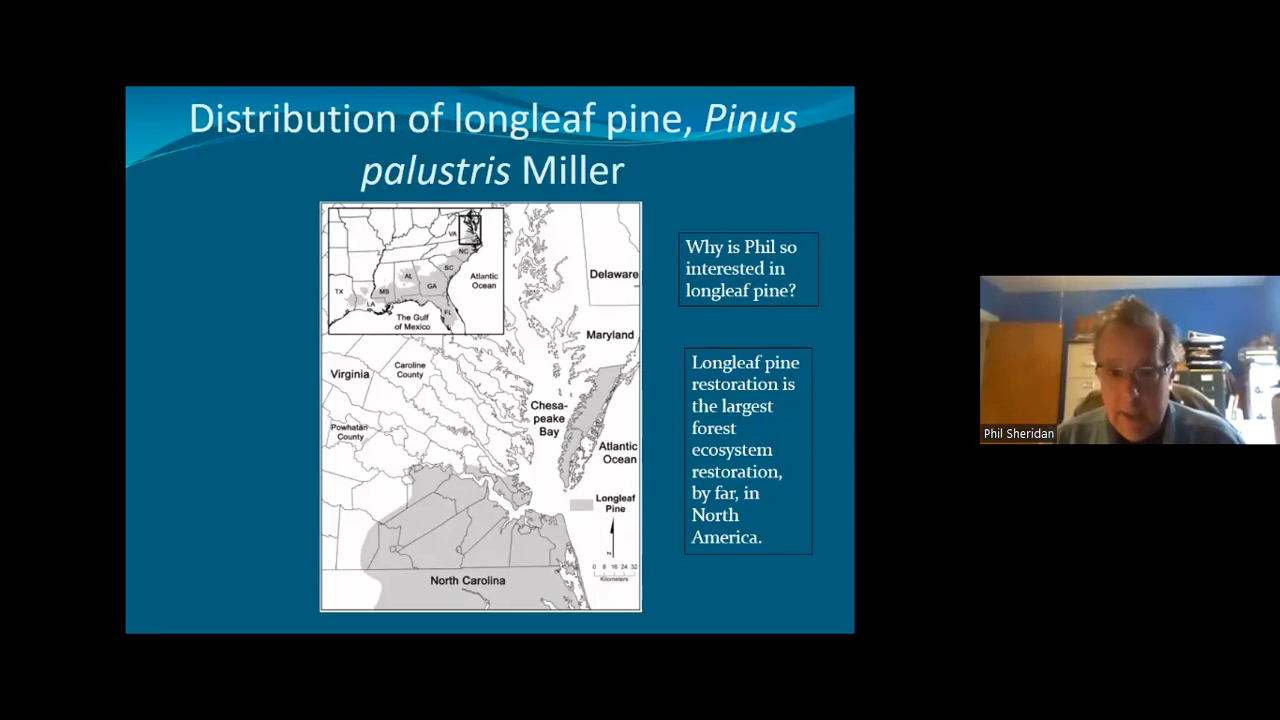 Distribution of longleaf pine, Pinus
palustris Miller
VA
NC
SC
AL
GA
MS
TX
LA
FL
Atlantic
Ocean
The Gulf
of Mexico
Delaware
Maryland
Virginia
Caroline
County
Powhatan
County
Chesa-
peake
Bay
Atlantic
Ocean
Longleaf
Pine
N
0 8 16 24 32
Kilometers
North Carolina
Why is Phil so
interested in
longleaf pine?
Longleaf pine
restoration is
the largest
forest
ecosystem
restoration,
by far, in
North
America.
Phil Sheridan